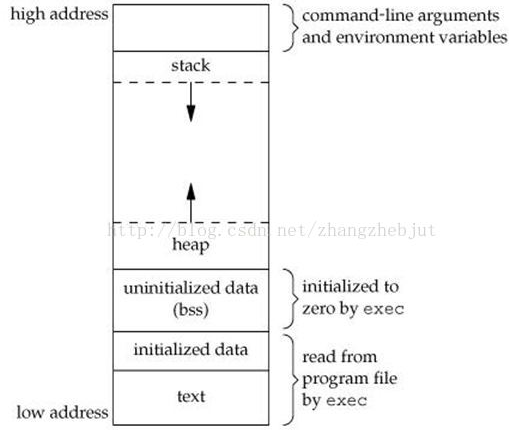 high address
command-line arguments
and environment variables
stack
http://blog.csdn.net/zhangzhebjut
heap
uninitialized data
(bss)
initialized to
zero by exec
initialized data
read from
program file
by exec
text
low address